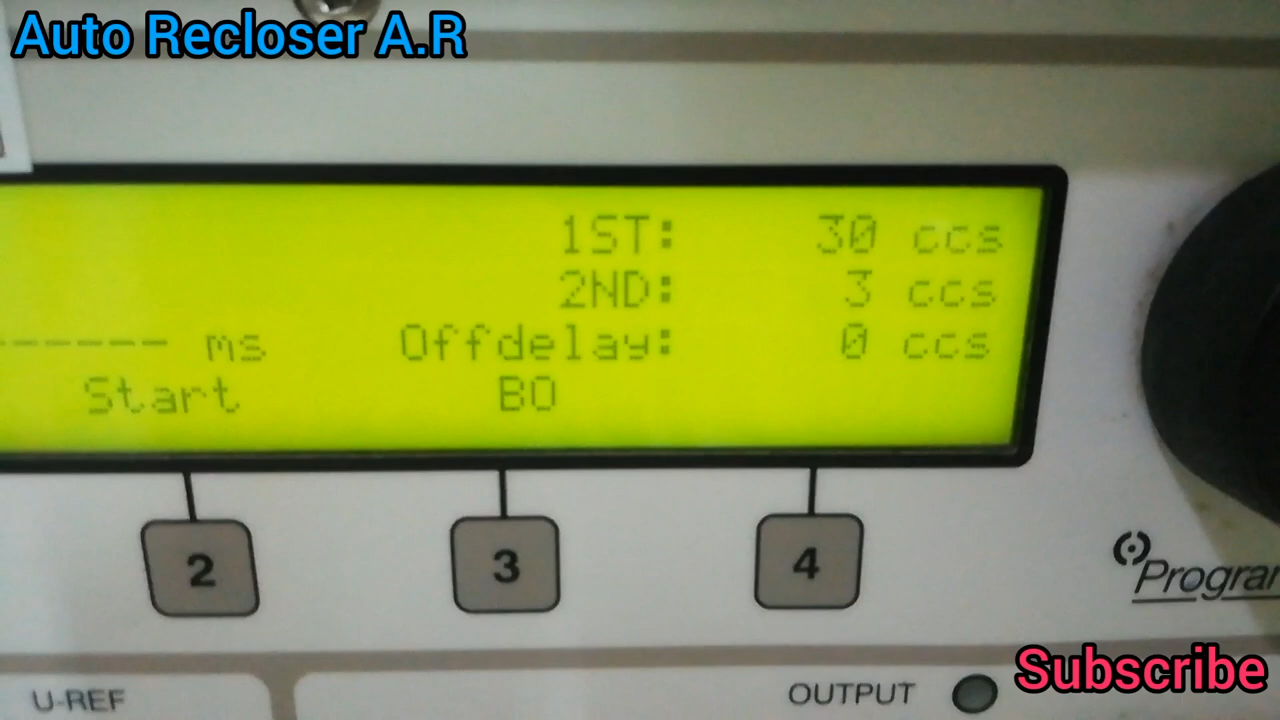 Auto Recloser A.R
1ST: 30 ccs
2ND: 3 ccs
------ ms Offdelay: 0 ccs
Start BO
2 3 4
Program
U-REF
OUTPUT
Subscribe